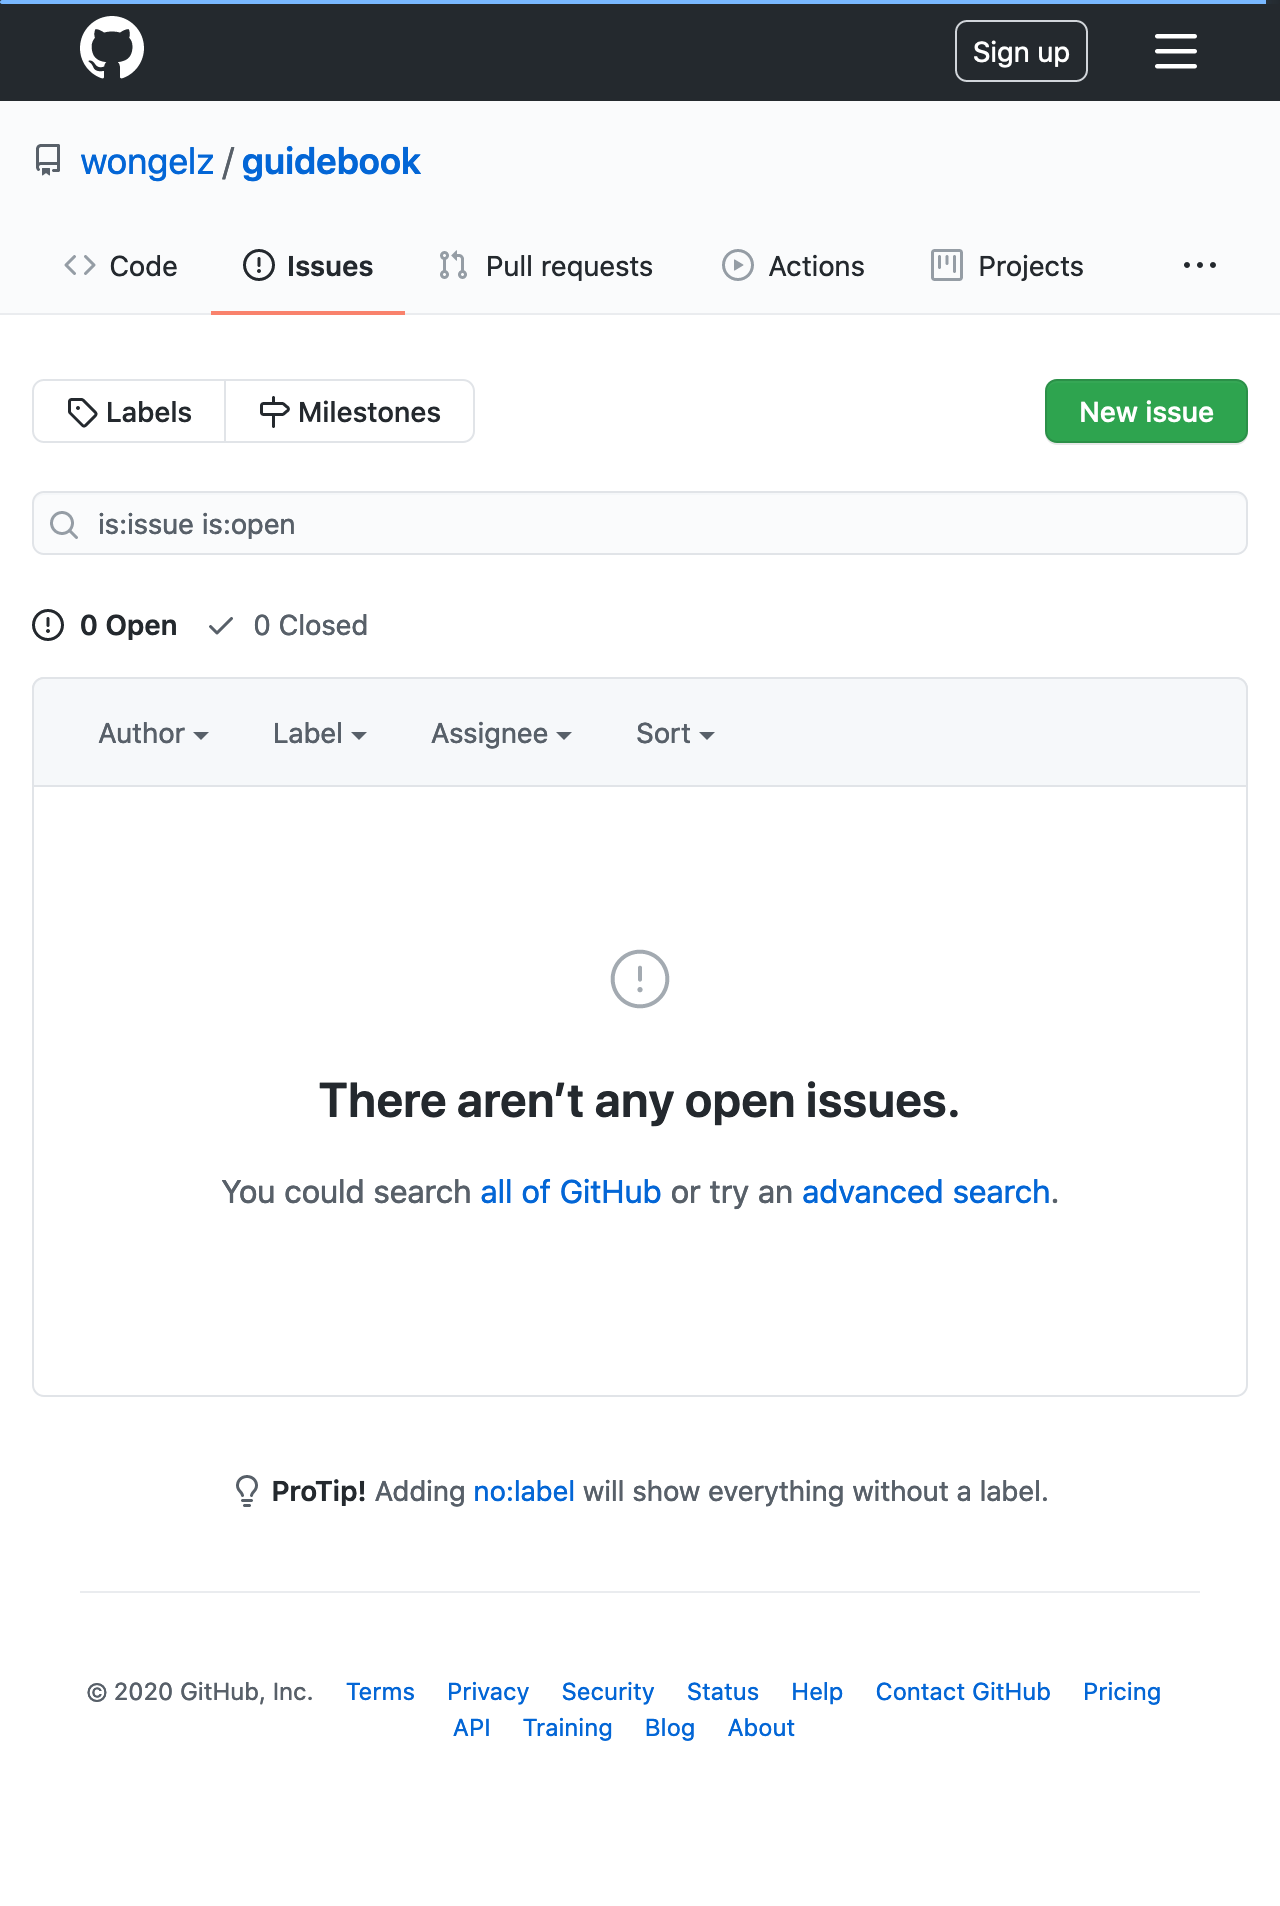 Sign up
wongelz / guidebook
Code Issues Pull requests Actions Projects
Labels Milestones New issue
is:issue is:open
0 Open 0 Closed
Author Label Assignee Sort
There aren’t any open issues.
You could search all of GitHub or try an advanced search.
ProTip! Adding no:label will show everything without a label.
© 2020 GitHub, Inc. Terms Privacy Security Status Help Contact GitHub Pricing
API Training Blog About